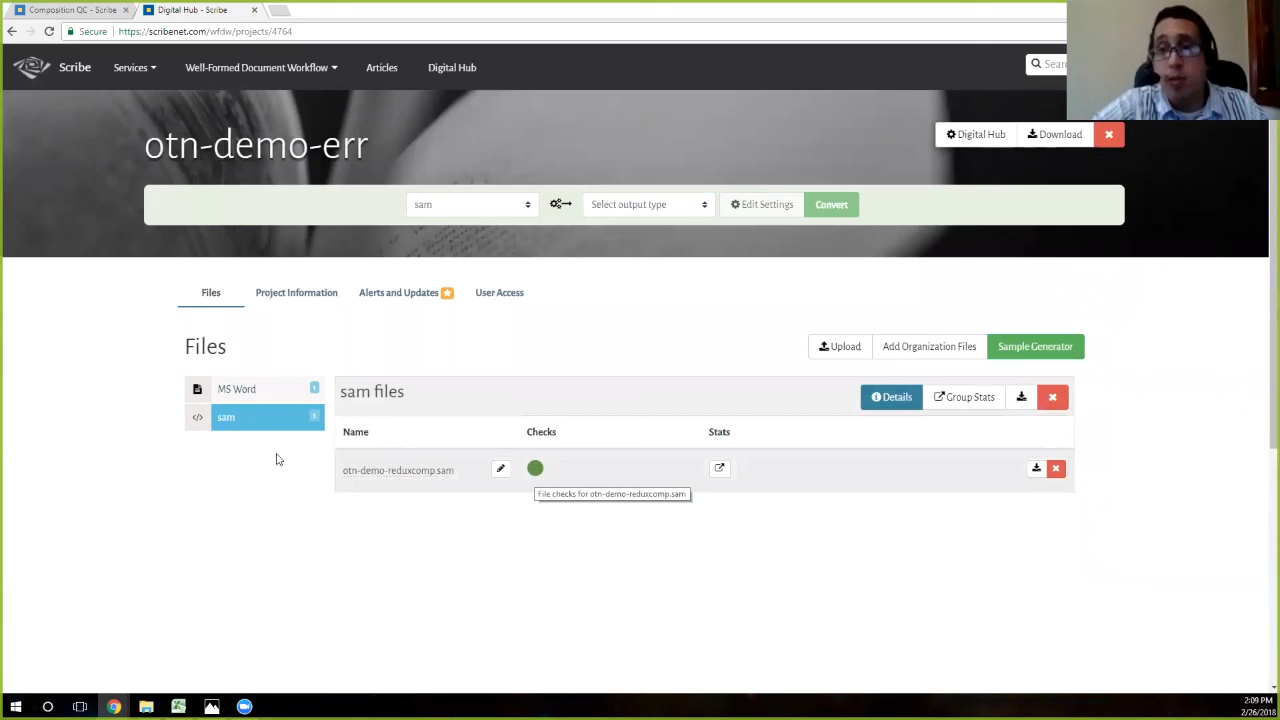 Composition QC - Scribe
Digital Hub - Scribe
Secure
https://scribenet.com/wfdw/projects/4764
Scribe
Services
Well-Formed Document Workflow
Articles
Digital Hub
Sear
otn-demo-err
Digital Hub
Download
sam
Select output type
Edit Settings
Convert
Files
Project Information
Alerts and Updates
User Access
Files
Upload
Add Organization Files
Sample Generator
MS Word
1
sam
1
sam files
Details
Group Stats
Name
Checks
Stats
otn-demo-reduxcomp.sam
File checks for otn-demo-reduxcomp.sam
2:09 PM
2/26/2018